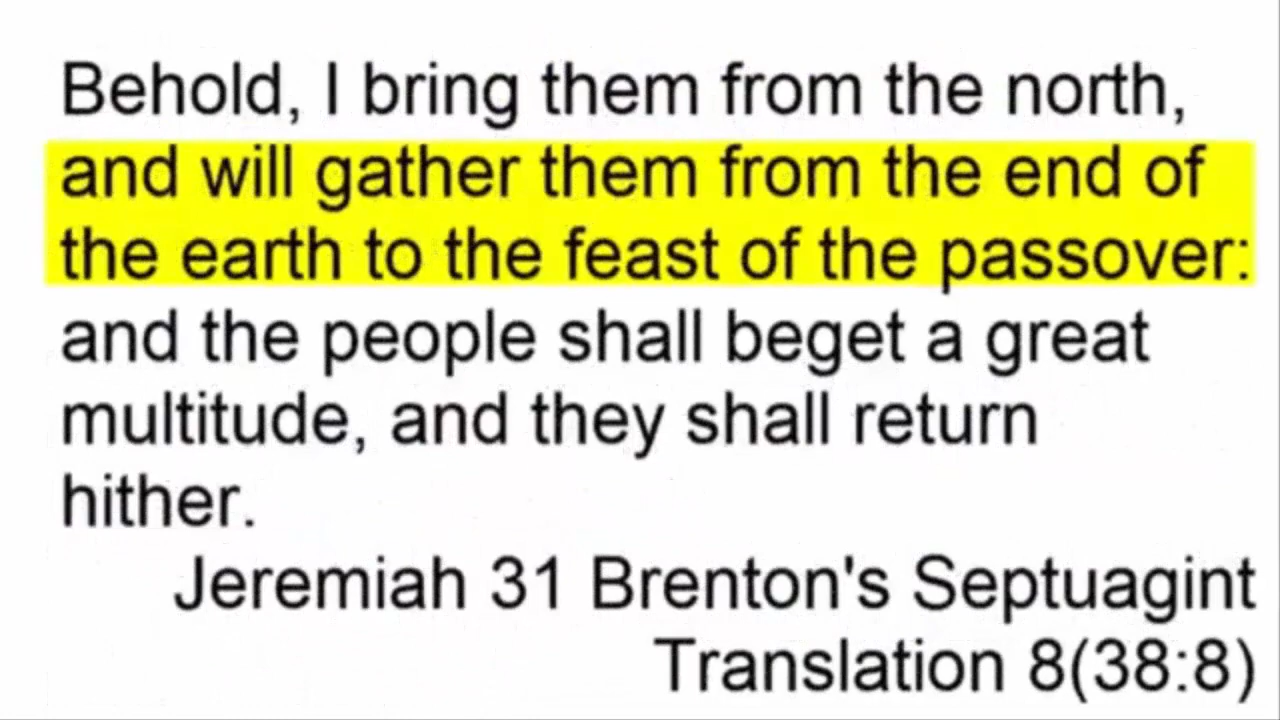 Behold, I bring them from the north,
and will gather them from the end of
the earth to the feast of the passover:
and the people shall beget a great
multitude, and they shall return
hither.
Jeremiah 31 Brenton's Septuagint
Translation 8(38:8)